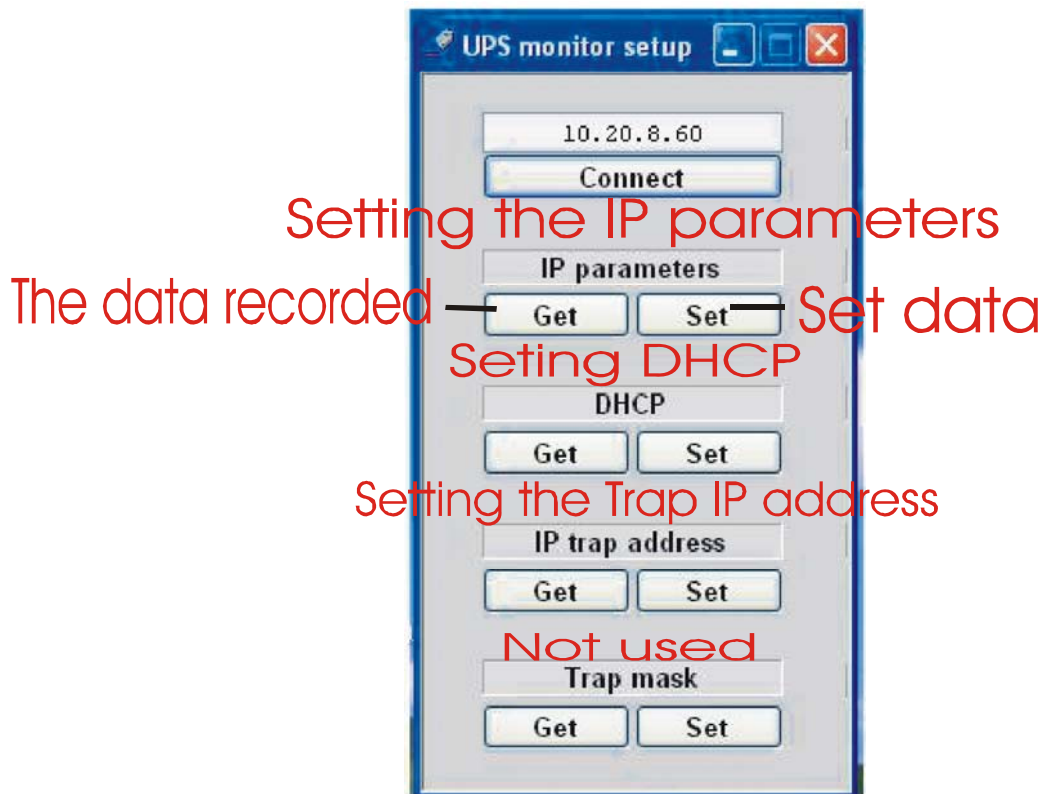 UPS monitor setup
10.20.8.60
Connect
Setting the IP parameters
IP parameters
The data recorded Get Set Set data
Seting DHCP
DHCP
Get Set
Setting the Trap IP address
IP trap address
Get Set
Not used
Trap mask
Get Set